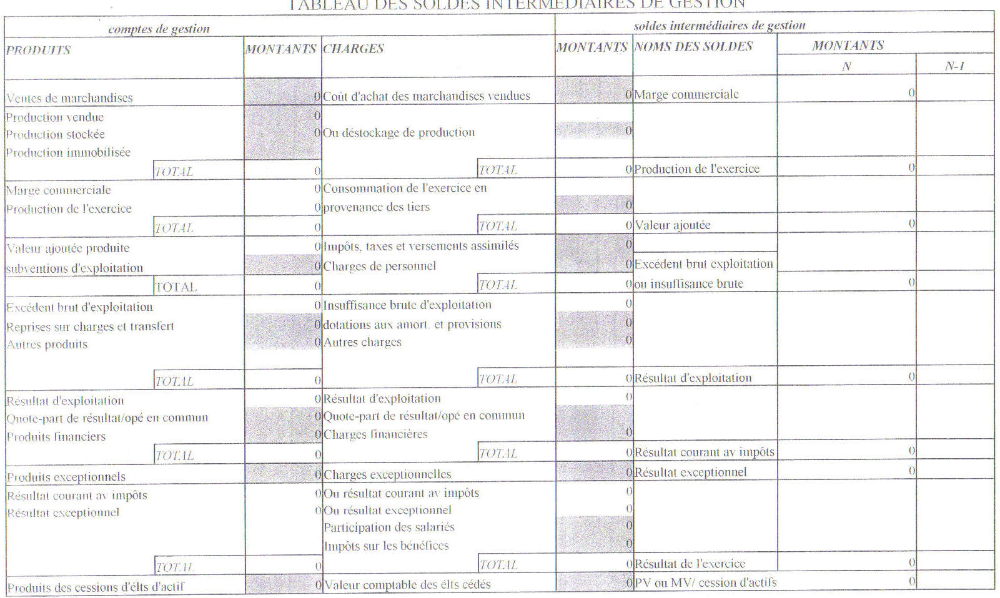 TABLEAU DES SOLDES INTERMEDIAIRES DE GESTION
comptes de gestion soldes intermédiaires de gestion
PRODUITS MONTANTS CHARGES MONTANTS NOMS DES SOLDES MONTANTS
N N-1
Ventes de marchandises 0 Coût d'achat des marchandises vendues 0 Marge commerciale 0
Production vendue 0
Production stockée 0 Ou déstockage de production 0
Production immobilisée
TOTAL 0 TOTAL 0 Production de l'exercice 0
Marge commerciale 0 Consommation de l'exercice en
Production de l'exercice 0 provenance des tiers 0
TOTAL 0 TOTAL 0 Valeur ajoutée 0
Valeur ajoutée produite 0 Impôts, taxes et versements assimilés 0
subventions d'exploitation 0 Charges de personnel 0 Excédent brut exploitation
TOTAL 0 TOTAL 0 ou insuffisance brute 0
Excédent brut d'exploitation 0 Insuffisance brute d'exploitation 0
Reprises sur charges et transfert 0 dotations aux amort. et provisions 0
Autres produits 0 Autres charges 0
TOTAL 0 TOTAL 0 Résultat d'exploitation 0
Résultat d'exploitation 0 Résultat d'exploitation 0
Quote-part de résultat/opé en commun 0 Quote-part de résultat/opé en commun
Produits financiers 0 Charges financières 0
TOTAL 0 TOTAL 0 Résultat courant av impôts 0
Produits exceptionnels 0 Charges exceptionnelles 0 Résultat exceptionnel 0
Résultat courant av impôts 0 Ou résultat courant av impôts 0
Résultat exceptionnel 0 Ou résultat exceptionnel 0
Participation des salariés 0
Impôts sur les bénéfices 0
TOTAL 0 TOTAL 0 Résultat de l'exercice 0
Produits des cessions d'élts d'actif 0 Valeur comptable des élts cédés 0 PV ou MV/ cession d'actifs 0